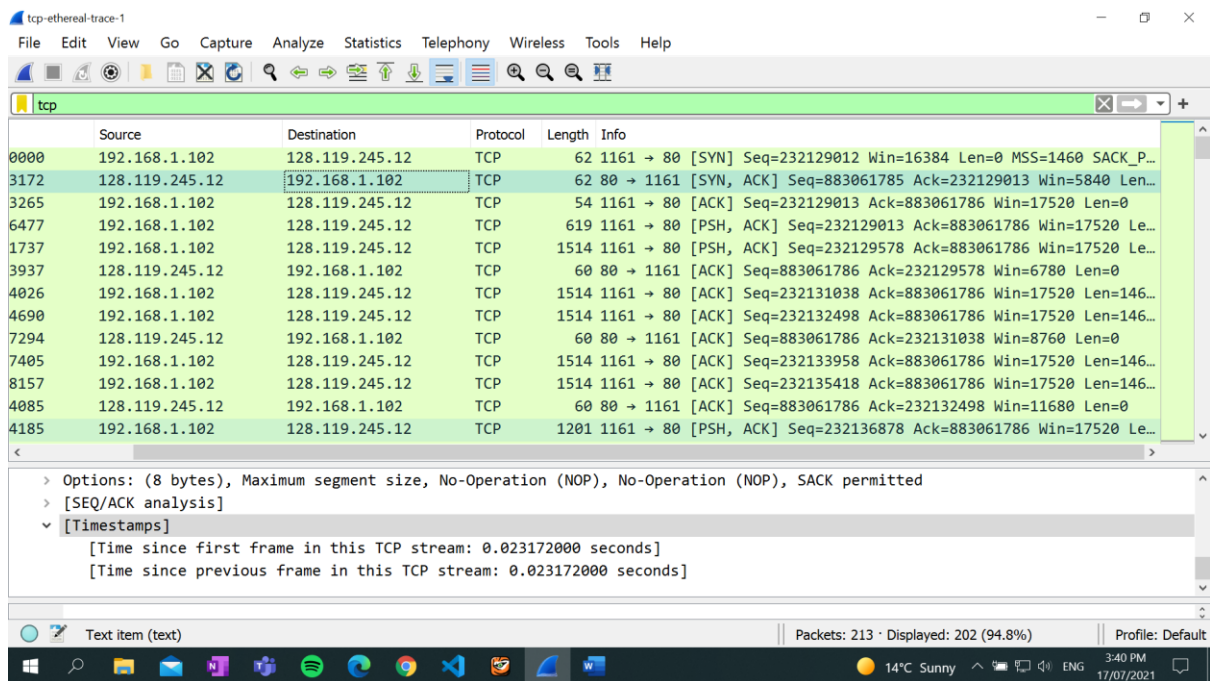 tcp-ethereal-trace-1
File Edit View Go Capture Analyze Statistics Telephony Wireless Tools Help
tcp
Source Destination Protocol Length Info
0000 192.168.1.102 128.119.245.12 TCP 62 1161 → 80 [SYN] Seq=232129012 Win=16384 Len=0 MSS=1460 SACK_P…
3172 128.119.245.12 192.168.1.102 TCP 62 80 → 1161 [SYN, ACK] Seq=883061785 Ack=232129013 Win=5840 Len…
3265 192.168.1.102 128.119.245.12 TCP 54 1161 → 80 [ACK] Seq=232129013 Ack=883061786 Win=17520 Len=0
6477 192.168.1.102 128.119.245.12 TCP 619 1161 → 80 [PSH, ACK] Seq=232129013 Ack=883061786 Win=17520 Le…
1737 192.168.1.102 128.119.245.12 TCP 1514 1161 → 80 [PSH, ACK] Seq=232129578 Ack=883061786 Win=17520 Le…
3937 128.119.245.12 192.168.1.102 TCP 60 80 → 1161 [ACK] Seq=883061786 Ack=232129578 Win=6780 Len=0
4026 192.168.1.102 128.119.245.12 TCP 1514 1161 → 80 [ACK] Seq=232131038 Ack=883061786 Win=17520 Len=146…
4690 192.168.1.102 128.119.245.12 TCP 1514 1161 → 80 [ACK] Seq=232132498 Ack=883061786 Win=17520 Len=146…
7294 128.119.245.12 192.168.1.102 TCP 60 80 → 1161 [ACK] Seq=883061786 Ack=232131038 Win=8760 Len=0
7405 192.168.1.102 128.119.245.12 TCP 1514 1161 → 80 [ACK] Seq=232133958 Ack=883061786 Win=17520 Len=146…
8157 192.168.1.102 128.119.245.12 TCP 1514 1161 → 80 [ACK] Seq=232135418 Ack=883061786 Win=17520 Len=146…
4085 128.119.245.12 192.168.1.102 TCP 60 80 → 1161 [ACK] Seq=883061786 Ack=232132498 Win=11680 Len=0
4185 192.168.1.102 128.119.245.12 TCP 1201 1161 → 80 [PSH, ACK] Seq=232136878 Ack=883061786 Win=17520 Le…
Options: (8 bytes), Maximum segment size, No-Operation (NOP), No-Operation (NOP), SACK permitted
[SEQ/ACK analysis]
[Timestamps]
[Time since first frame in this TCP stream: 0.023172000 seconds]
[Time since previous frame in this TCP stream: 0.023172000 seconds]
Text item (text) Packets: 213 · Displayed: 202 (94.8%) Profile: Default
14°C Sunny ENG 3:40 PM
17/07/2021